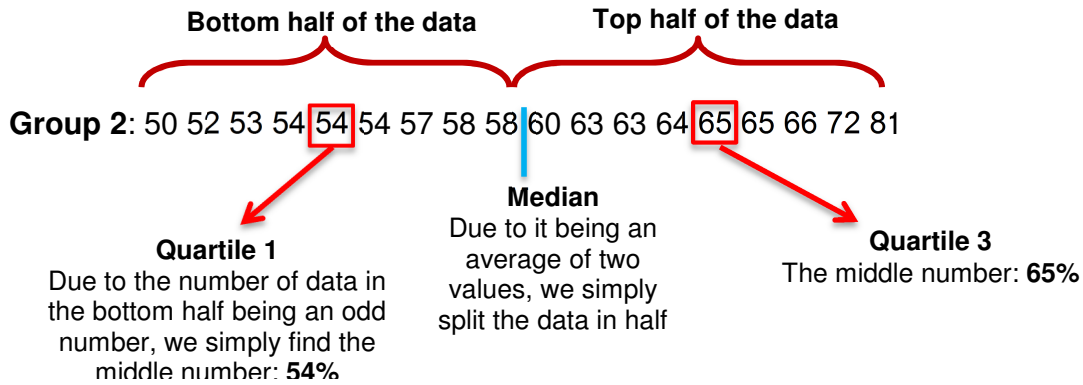 Bottom half of the data
Top half of the data
Group 2: 50 52 53 54 54 54 57 58 58 60 63 63 64 65 65 66 72 81
Median
Due to it being an
average of two
values, we simply
split the data in half
Quartile 1
Due to the number of data in
the bottom half being an odd
number, we simply find the
middle number: 54%
Quartile 3
The middle number: 65%